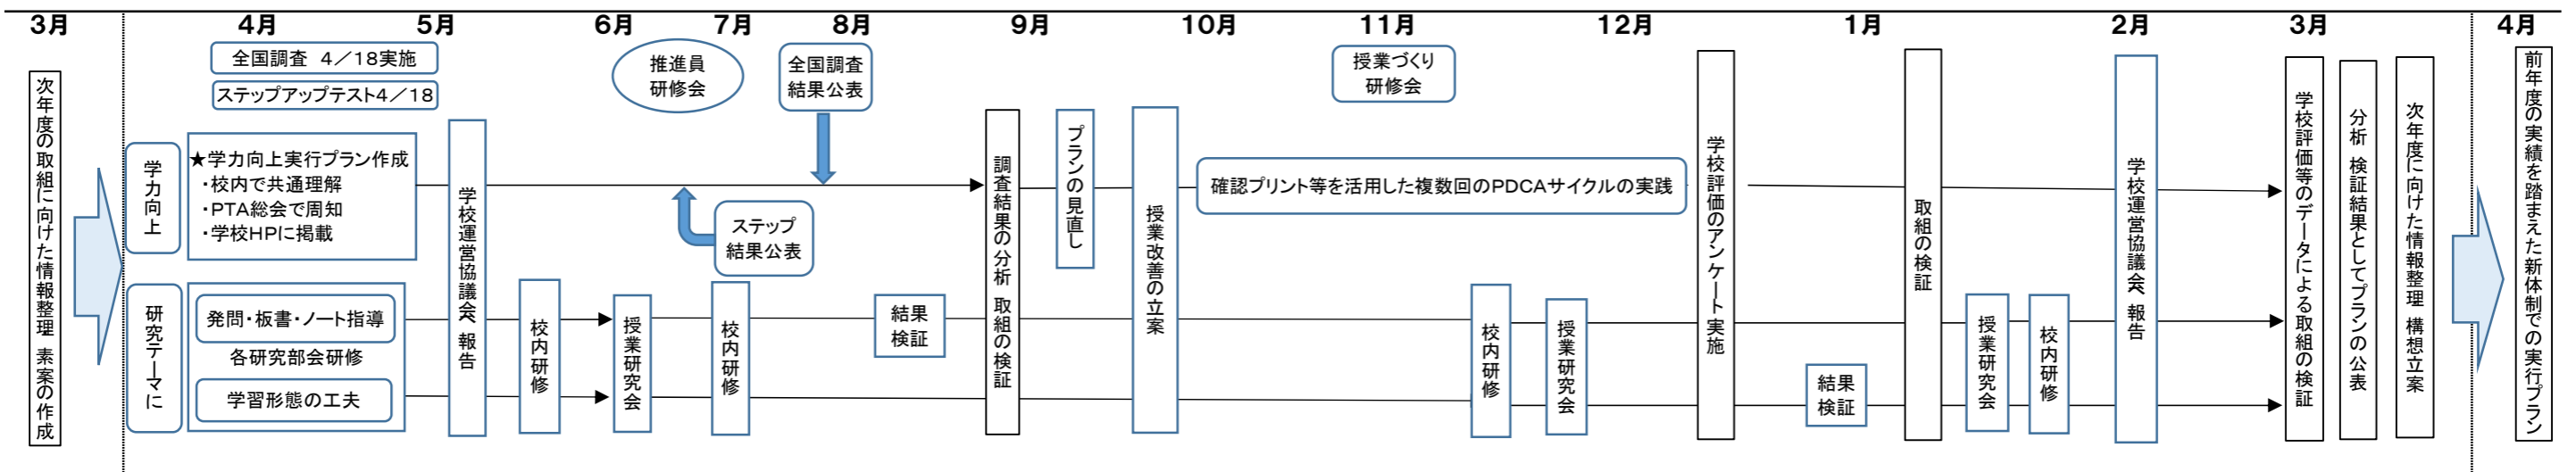 3月
4月
5月
6月
7月
8月
9月
10月
11月
12月
1月
2月
3月
4月
次年度の取組に向けた情報整理 素案の作成
全国調査 4／18実施
ステップアップテスト4／18
学力向上
★学力向上実行プラン作成
・校内で共通理解
・PTA総会で周知
・学校HPに掲載
研究テーマに
発問・板書・ノート指導
各研究部会研修
学習形態の工夫
学校運営協議会 報告
校内研修
推進員
研修会
授業研究会
ステップ
結果公表
校内研修
全国調査
結果公表
結果
検証
調査結果の分析 取組の検証
プランの見直し
授業改善の立案
授業づくり
研修会
確認プリント等を活用した複数回のPDCAサイクルの実践
校内研修
授業研究会
学校評価のアンケート実施
結果
検証
取組の検証
授業研究会
校内研修
学校運営協議会 報告
学校評価等のデータによる取組の検証
分析 検証結果としてプランの公表
次年度に向けた情報整理 構想立案
前年度の実績を踏まえた新体制での実行プラン